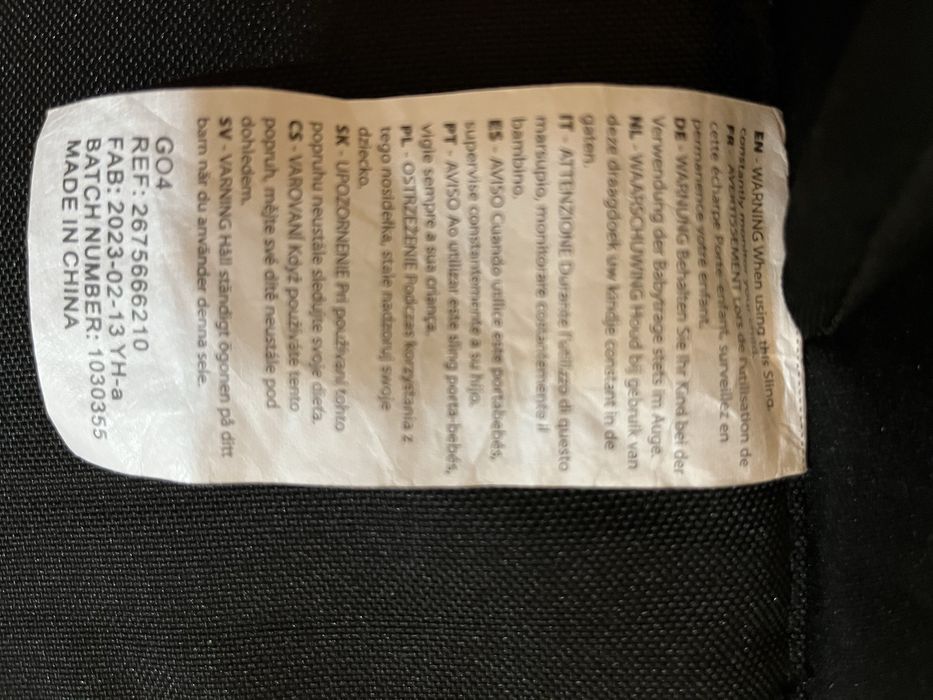 EN - WARNING When using this sling,
constantly monitor your child.
FR - AVERTISSEMENT Lors de l'utilisation de
cette écharpe Porte-enfant, surveillez en
permanence votre enfant.
DE - WARNUNG Behalten Sie Ihr Kind bei der
Verwendung der Babytrage stets im Auge.
NL - WAARSCHUWING Houd bij gebruik van
deze draagdoek uw kindje constant in de
gaten.
IT - ATTENZIONE Durante l'utilizzo di questo
marsupio, monitorare costantemente il
bambino.
ES - AVISO Cuando utilice este portabebés,
supervise constantemente a su hijo.
PT - AVISO Ao utilizar este sling porta-bebés,
vigie sempre a sua criança.
PL - OSTRZEŻENIE Podczas korzystania z
tego nosidełka, stale nadzoruj swoje
dziecko.
SK - UPOZORNENIE Pri používaní tohto
popruhu neustále sledujte svoje dieťa.
CS - VAROVÁNÍ Když používáte tento
popruh, mějte své dítě neustále pod
dohledem.
SV - VARNING Håll ständigt ögonen på ditt
barn när du använder denna sele.
GO4
REF: 26756666210
FAB: 2023-02-13 YH-a
BATCH NUMBER: 1030355
MADE IN CHINA